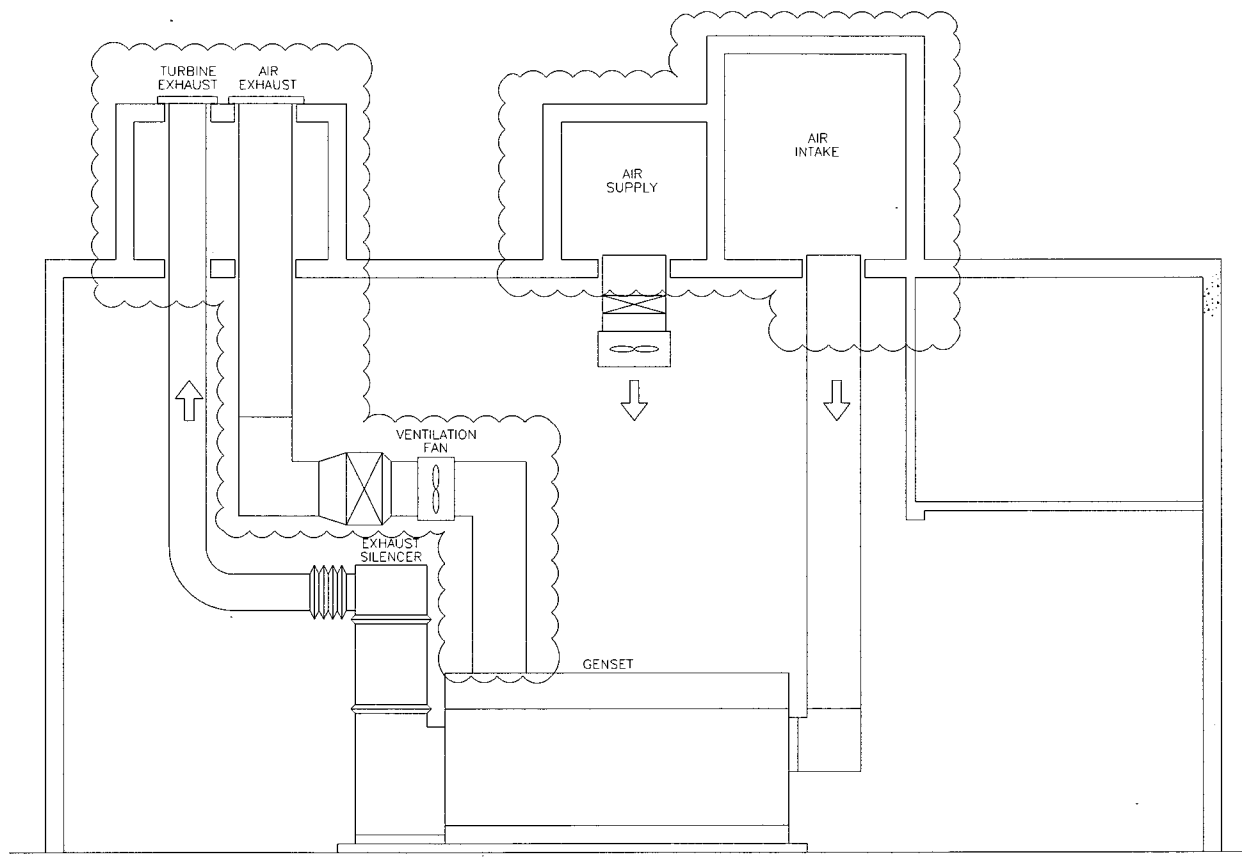 TURBINE
EXHAUST
AIR
EXHAUST
AIR
SUPPLY
AIR
INTAKE
VENTILATION
FAN
EXHAUST
SILENCER
GENSET